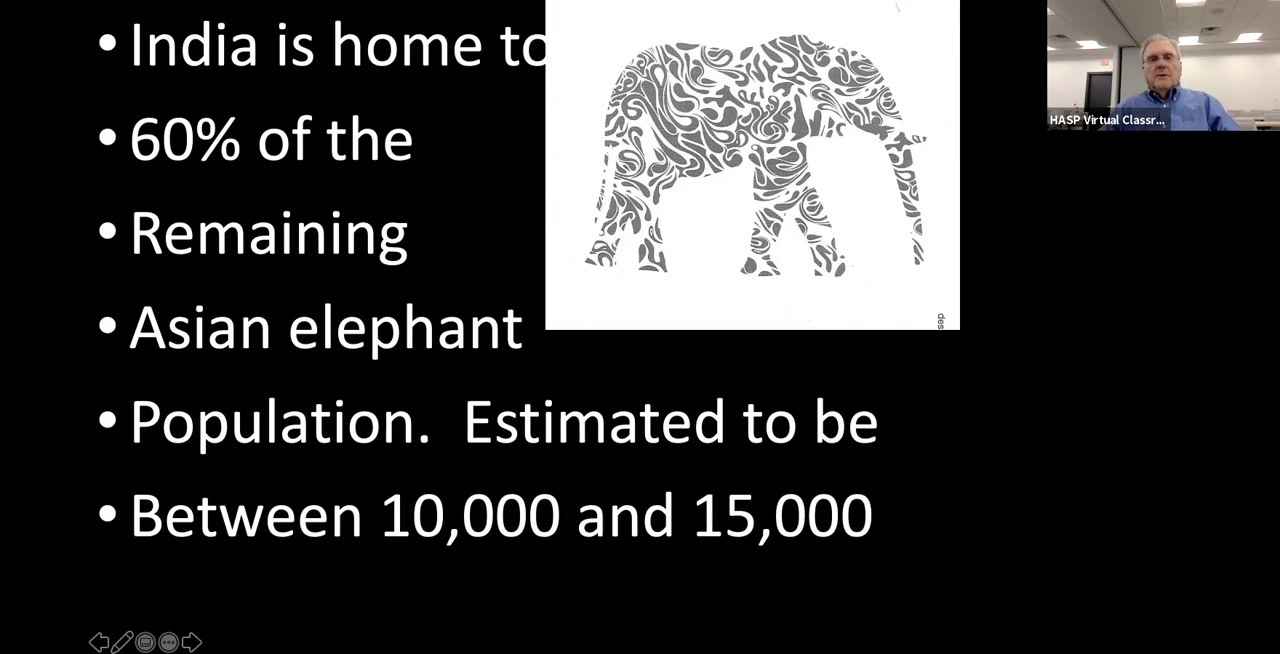 • India is home to
• 60% of the
• Remaining
• Asian elephant
• Population.  Estimated to be
• Between 10,000 and 15,000
des
HASP Virtual Classr...